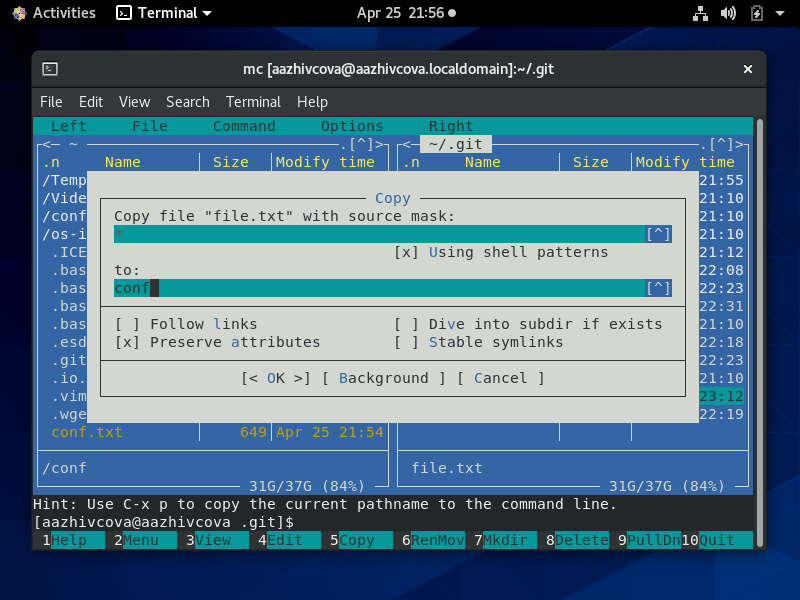 Activities Terminal Apr 25 21:56
mc [aazhivcova@aazhivcova.localdomain]:~/.git
File Edit View Search Terminal Help
Left File Command Options Right
<─ ~ .[^]> <─ ~/.git .[^]>
.n Name Size Modify time .n Name Size Modify time
/Temp 21:55
/Vide 21:10
/conf 21:10
/os-i 21:10
.ICE 21:12
.bas 22:08
.bas 22:23
.bas 22:31
.bas 21:10
.esd 22:18
.git 22:23
.io. 21:10
.vim 23:12
.wge 22:19
Copy
Copy file "file.txt" with source mask:
* [^]
[x] Using shell patterns
to:
conf [^]
[ ] Follow links [ ] Dive into subdir if exists
[x] Preserve attributes [ ] Stable symlinks
[< OK >] [ Background ] [ Cancel ]
conf.txt 649 Apr 25 21:54
/conf file.txt
31G/37G (84%) 31G/37G (84%)
Hint: Use C-x p to copy the current pathname to the command line.
[aazhivcova@aazhivcova .git]$
1Help 2Menu 3View 4Edit 5Copy 6RenMov 7Mkdir 8Delete 9PullDn 10Quit